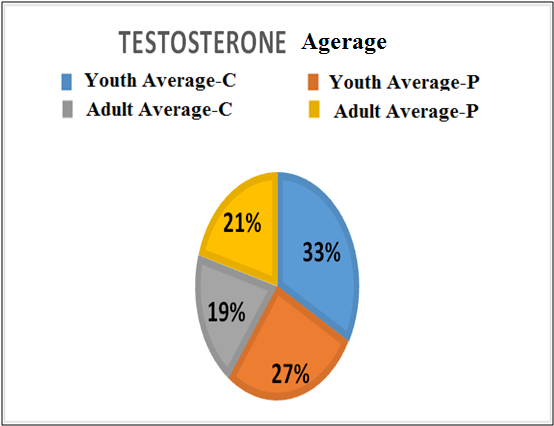 TESTOSTERONE Agerage
Youth Average-C Youth Average-P
Adult Average-C Adult Average-P
21%
33%
19%
27%